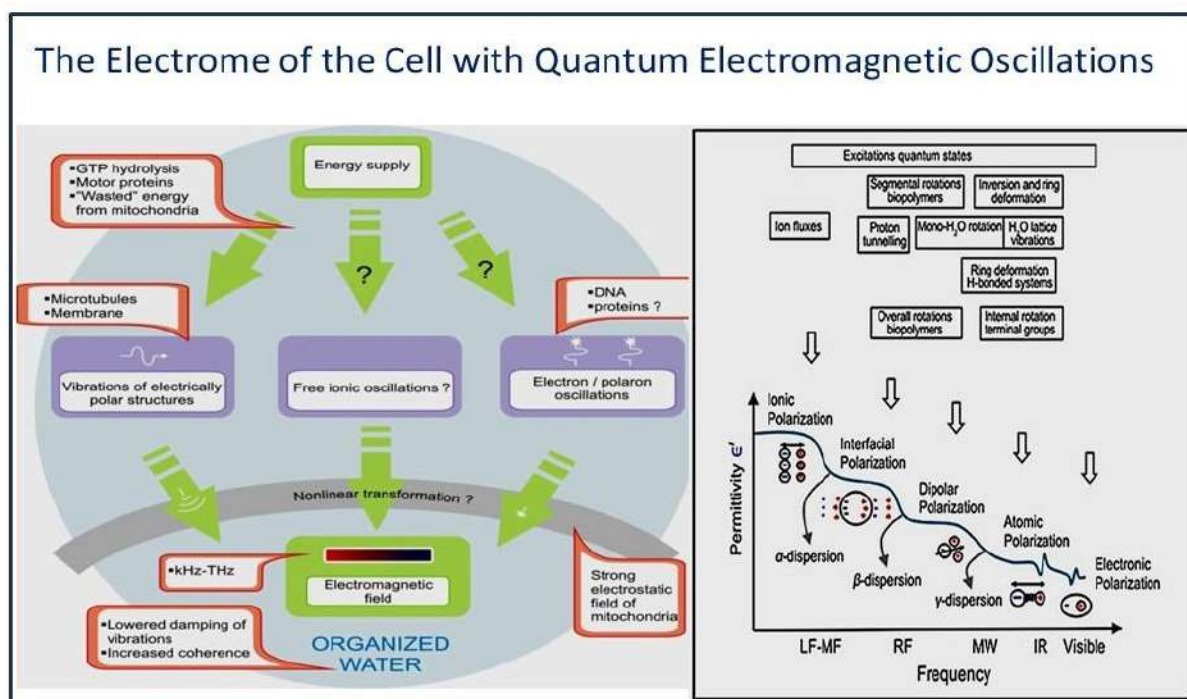 The Electrome of the Cell with Quantum Electromagnetic Oscillations
Energy supply
▪GTP hydrolysis
▪Motor proteins
▪"Wasted" energy
from mitochondria
?
?
▪Microtubules
▪Membrane
▪DNA
▪proteins ?
Vibrations of electrically
polar structures
Free ionic oscillations ?
Electron / polaron
oscillations
Nonlinear transformation ?
▪kHz-THz
Electromagnetic
field
Strong
electrostatic
field of
mitochondria
▪Lowered damping of
vibrations
▪Increased coherence
ORGANIZED
WATER
Excitations quantum states
Segmental rotations
biopolymers
Inversion and ring
deformation
Ion fluxes
Proton
tunnelling
Mono-H₂O rotation
H₂O lattice
vibrations
Ring deformation
H-bonded systems
Overall rotations
biopolymers
Internal rotation
terminal groups
Permittivity ϵ'
Ionic
Polarization
Interfacial
Polarization
Dipolar
Polarization
Atomic
Polarization
Electronic
Polarization
α-dispersion
β-dispersion
γ-dispersion
LF-MF RF MW IR Visible
Frequency